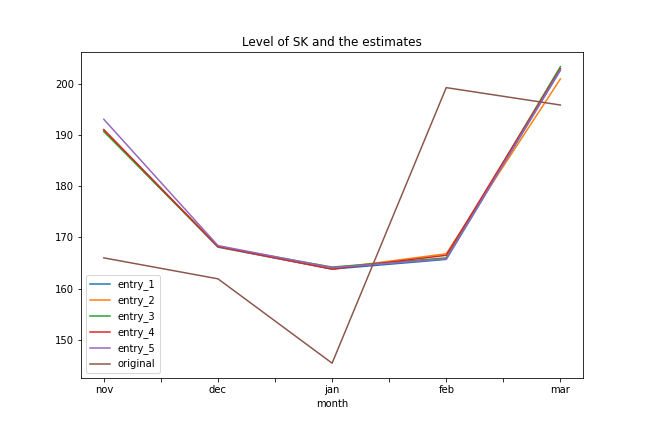 Level of SK and the estimates
200
190
180
170
160
150
entry_1
entry_2
entry_3
entry_4
entry_5
original
nov dec jan feb mar
month